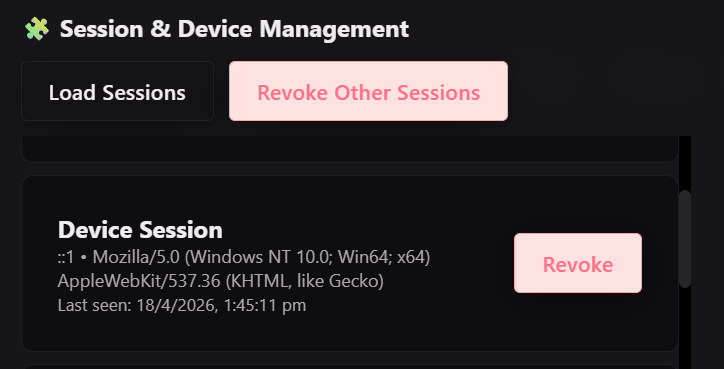 🧩 Session & Device Management
Load Sessions
Revoke Other Sessions
Device Session
::1 • Mozilla/5.0 (Windows NT 10.0; Win64; x64)
AppleWebKit/537.36 (KHTML, like Gecko)
Last seen: 18/4/2026, 1:45:11 pm
Revoke